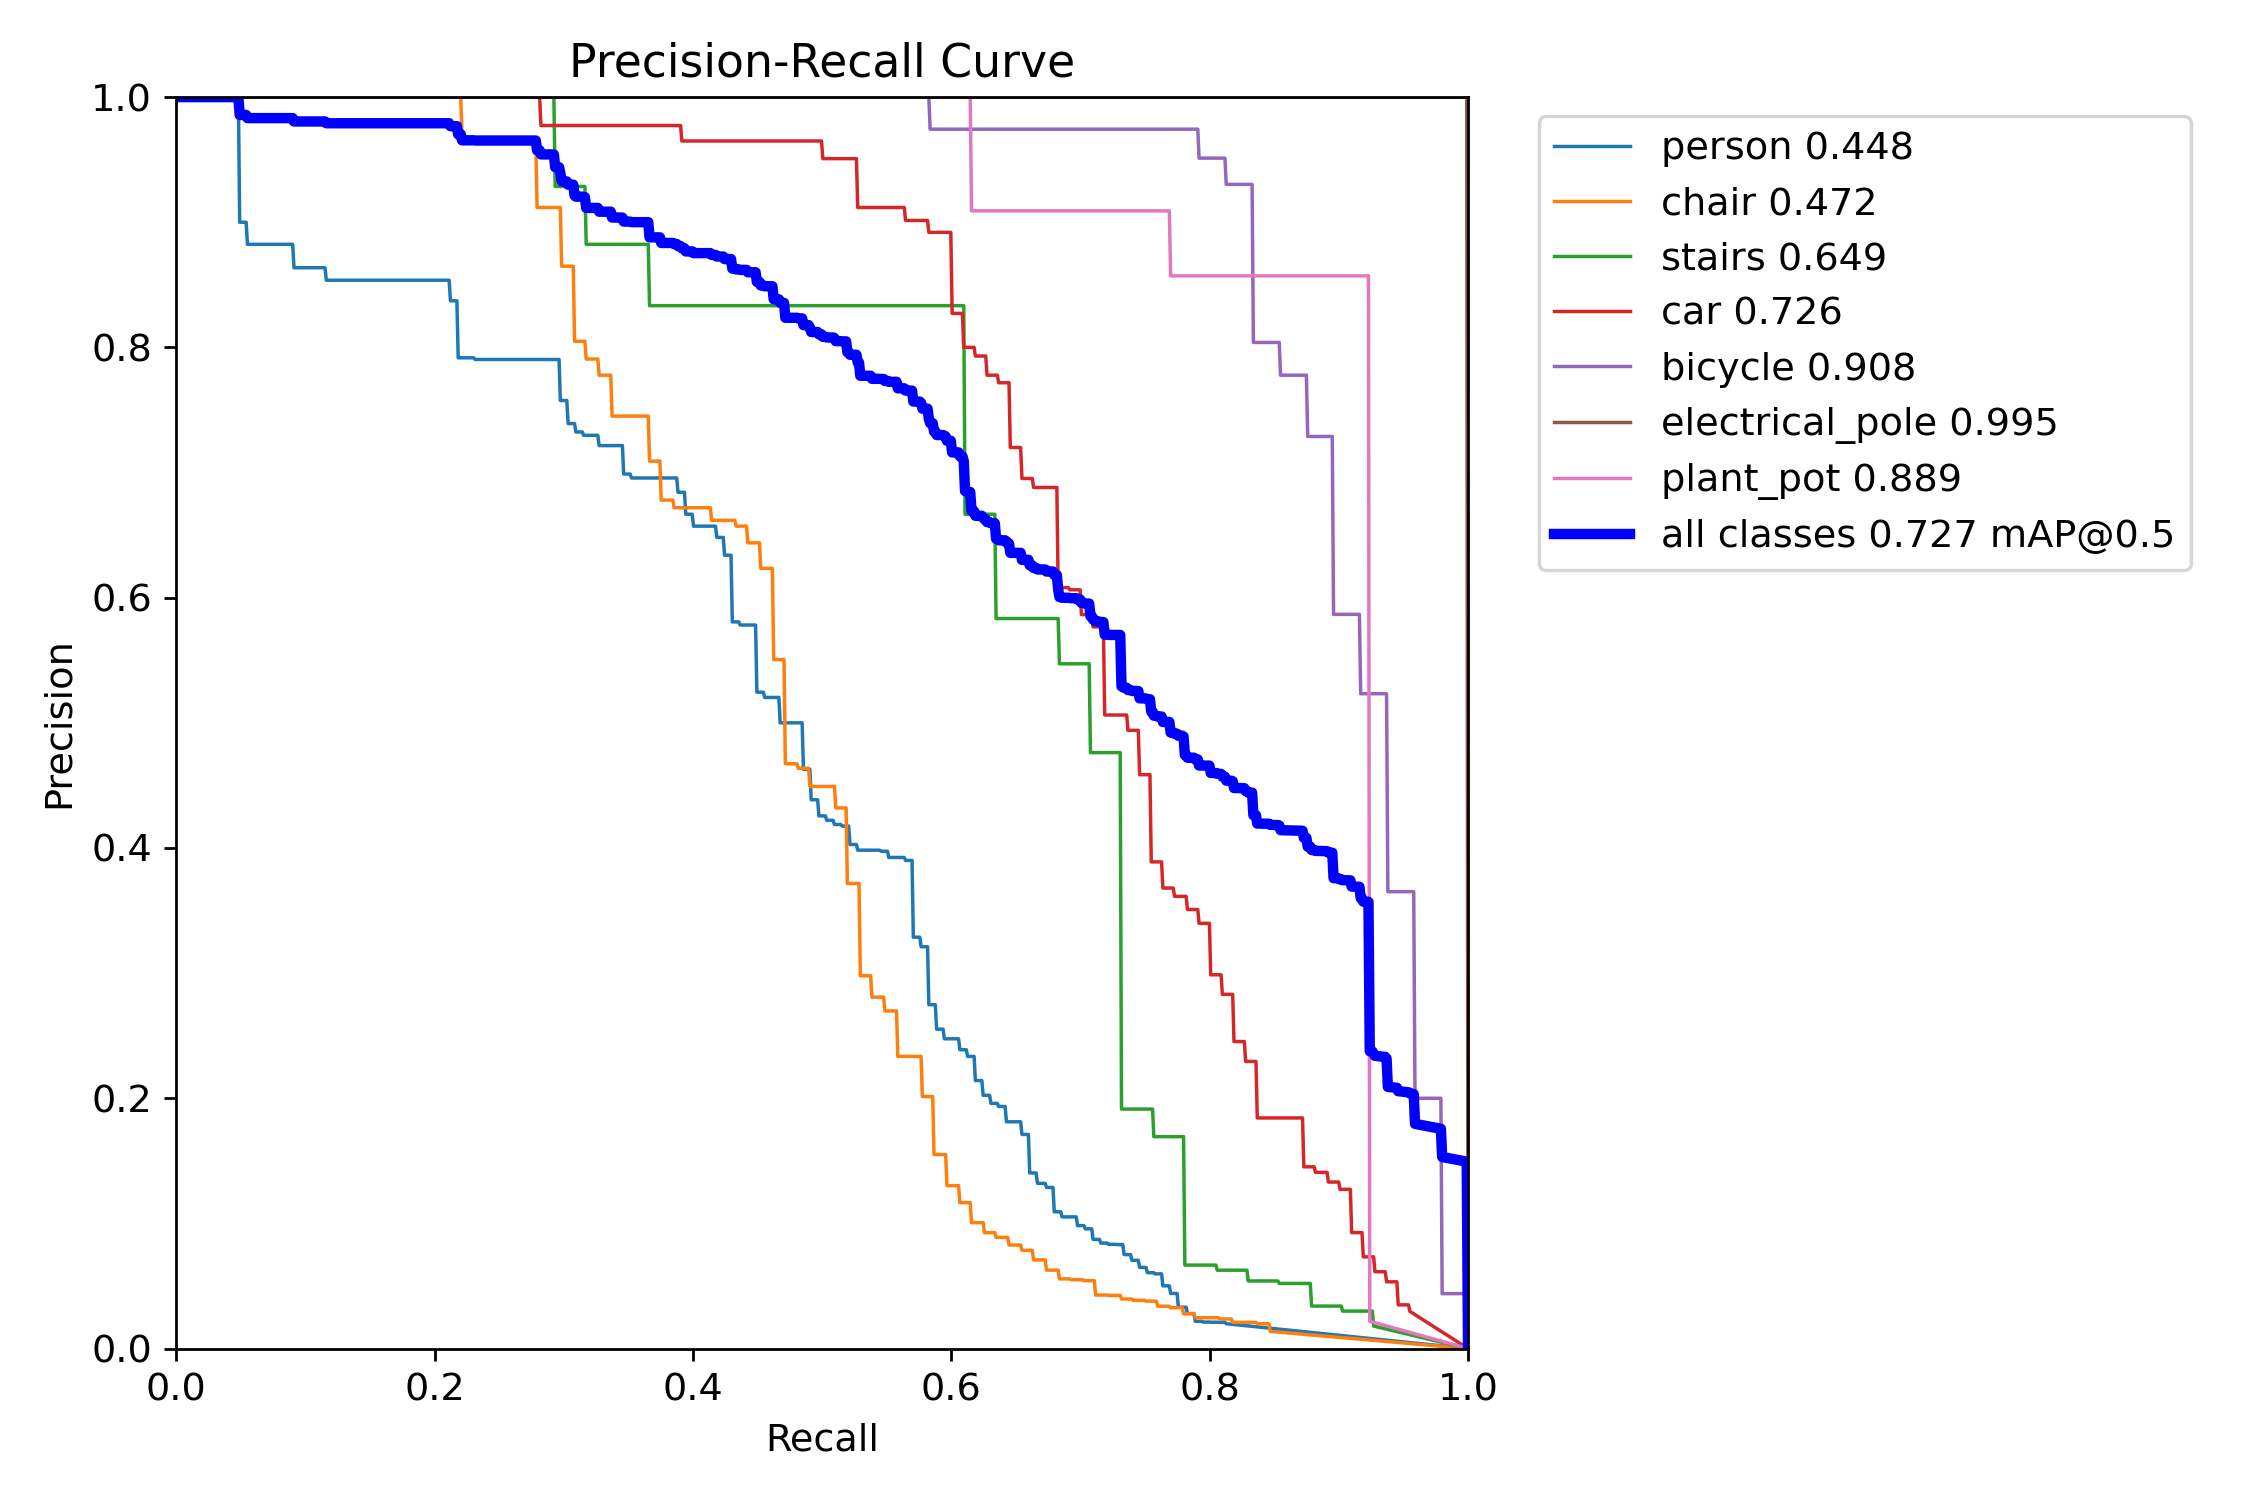 Precision-Recall Curve
1.0
0.8
0.6
0.4
0.2
0.0
Precision
0.0 0.2 0.4 0.6 0.8 1.0
Recall
person 0.448
chair 0.472
stairs 0.649
car 0.726
bicycle 0.908
electrical_pole 0.995
plant_pot 0.889
all classes 0.727 mAP@0.5